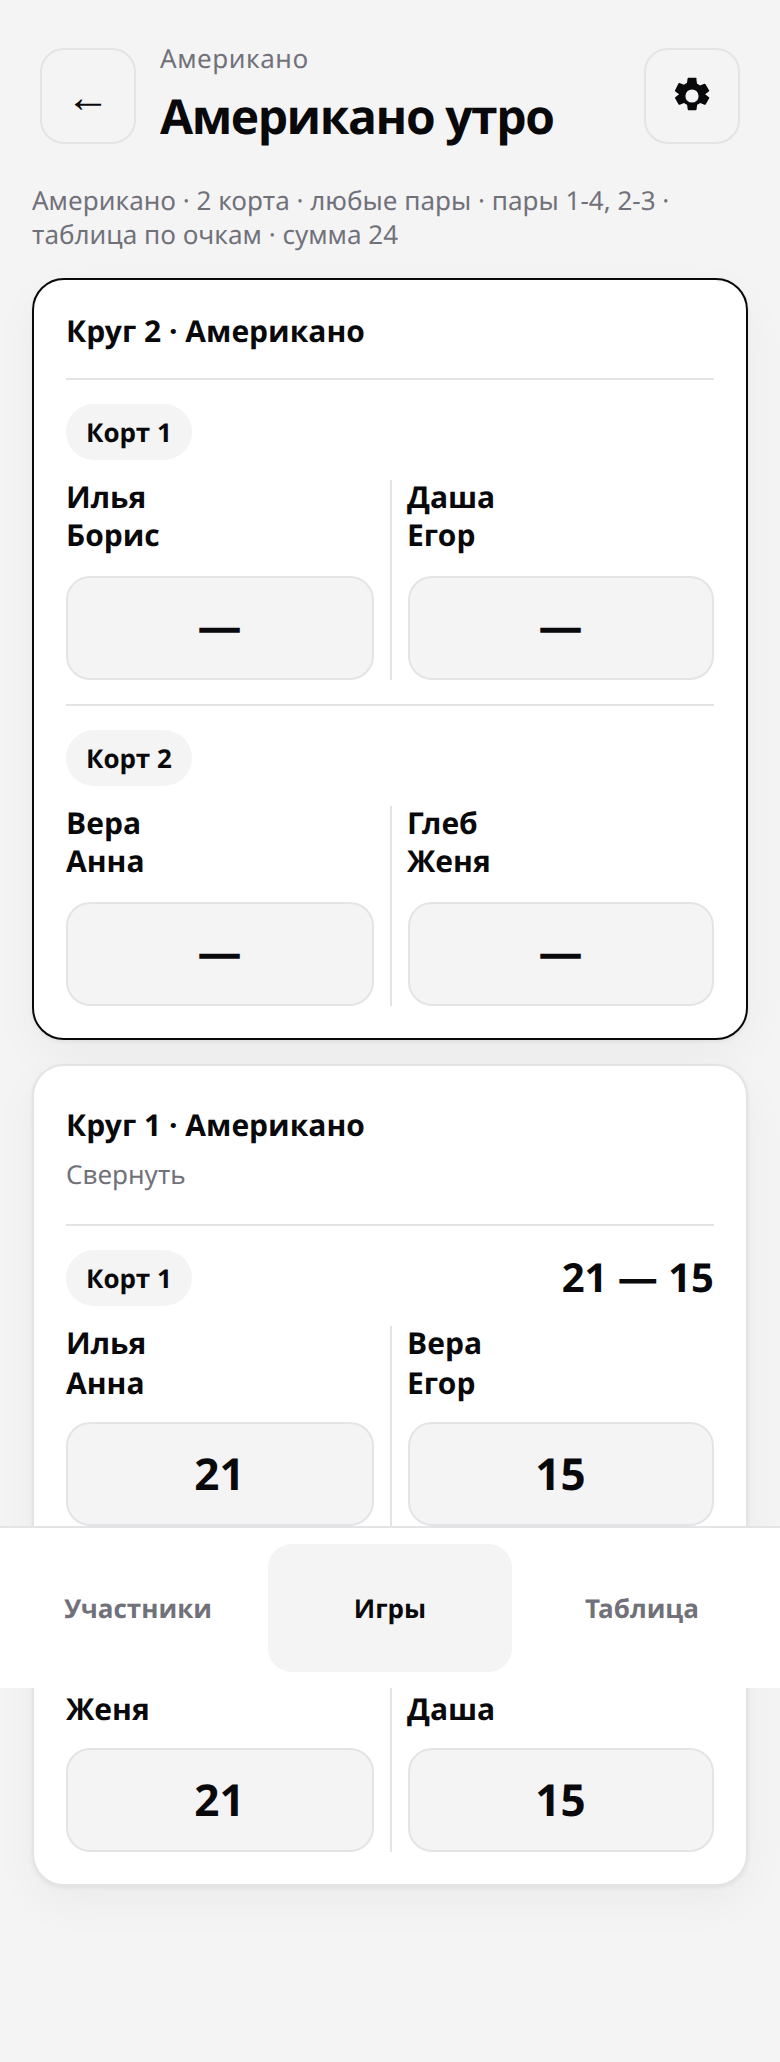 ←
Американо
Американо утро
Американо · 2 корта · любые пары · пары 1-4, 2-3 ·
таблица по очкам · сумма 24
Круг 2 · Американо
Корт 1
Илья
Борис
Даша
Егор
—
—
Корт 2
Вера
Анна
Глеб
Женя
—
—
Круг 1 · Американо
Свернуть
Корт 1
21 — 15
Илья
Анна
Вера
Егор
21
15
Участники
Игры
Таблица
Женя
Даша
21
15